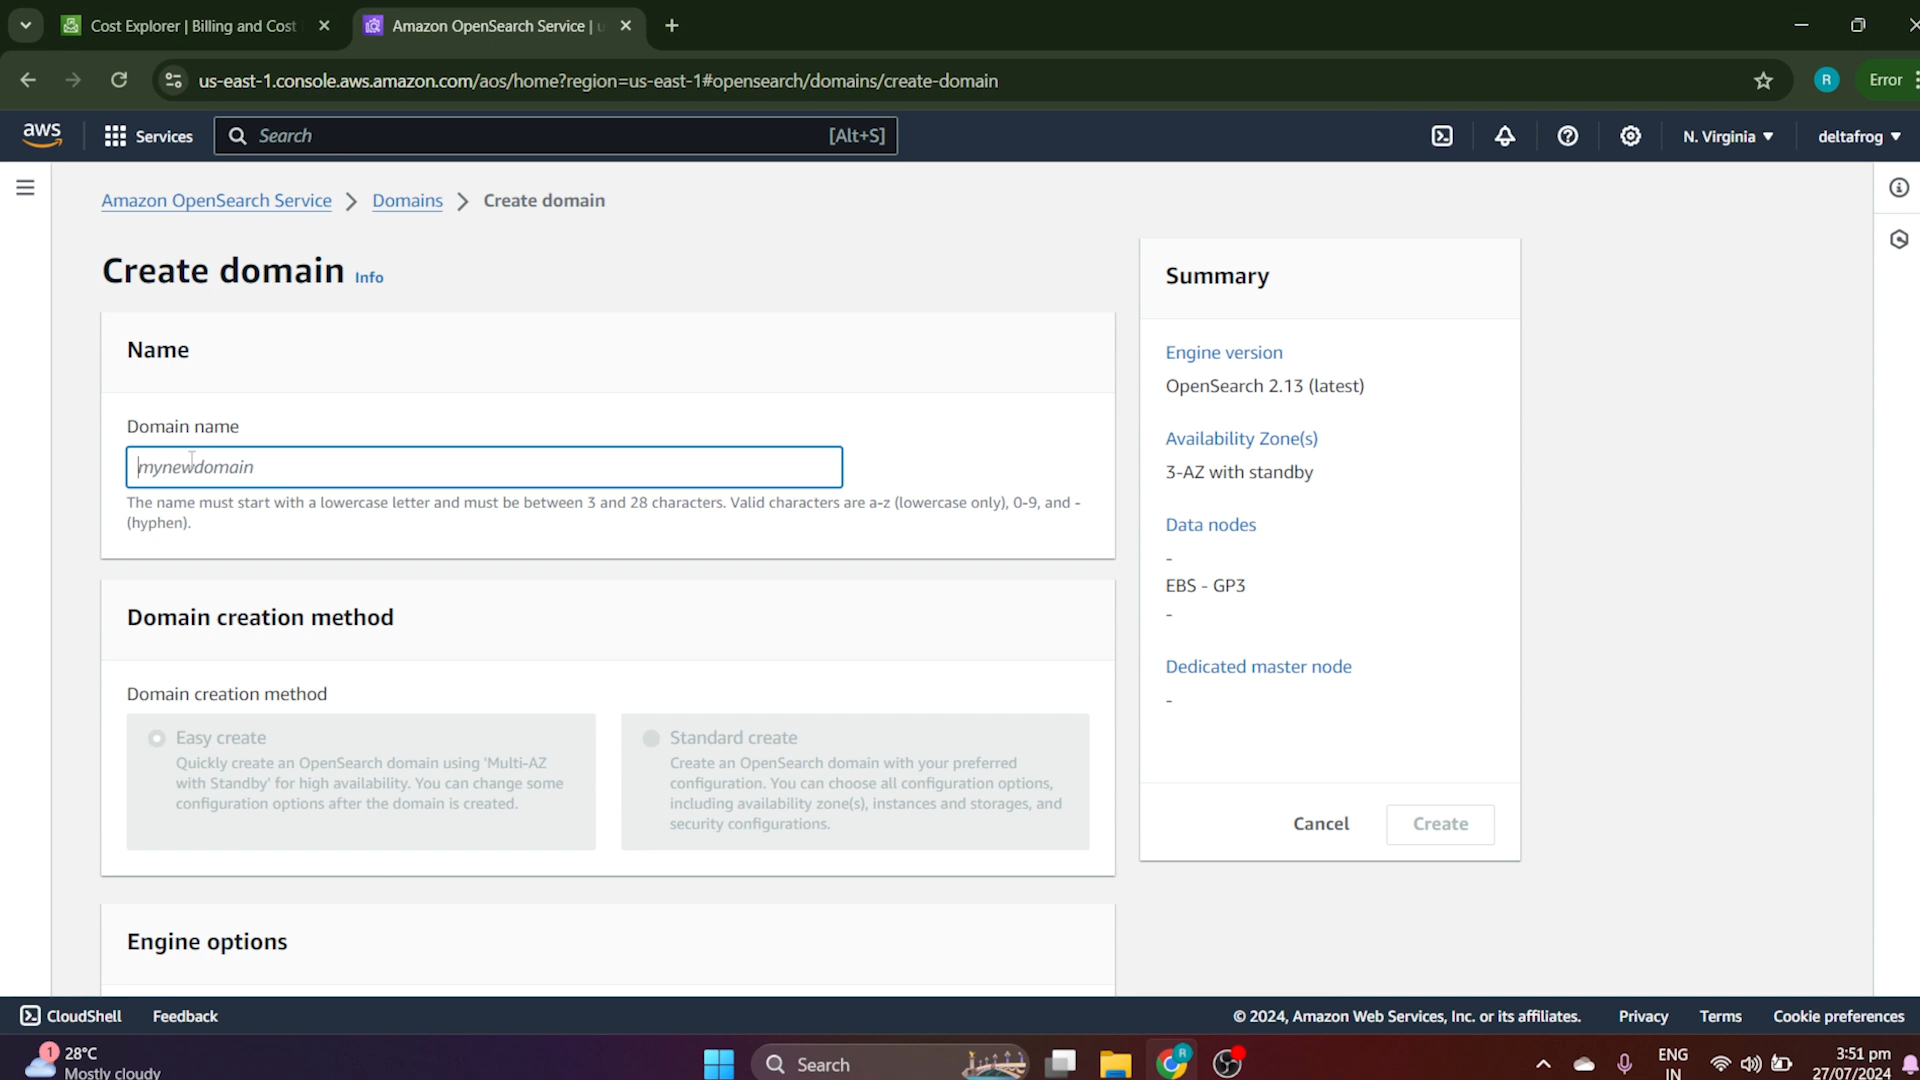 Cost Explorer | Billing and Cost
Amazon OpenSearch Service | u
us-east-1.console.aws.amazon.com/aos/home?region=us-east-1#opensearch/domains/create-domain
R
Error
aws
Services
Search
[Alt+S]
N. Virginia
deltafrog
Amazon OpenSearch Service
Domains
Create domain
Create domain
Info
Name
Domain name
mynewdomain
The name must start with a lowercase letter and must be between 3 and 28 characters. Valid characters are a-z (lowercase only), 0-9, and -
(hyphen).
Domain creation method
Domain creation method
Easy create
Quickly create an OpenSearch domain using 'Multi-AZ
with Standby' for high availability. You can change some
configuration options after the domain is created.
Standard create
Create an OpenSearch domain with your preferred
configuration. You can choose all configuration options,
including availability zone(s), instances and storages, and
security configurations.
Engine options
Summary
Engine version
OpenSearch 2.13 (latest)
Availability Zone(s)
3-AZ with standby
Data nodes
-
EBS - GP3
-
Dedicated master node
-
Cancel
Create
CloudShell
Feedback
© 2024, Amazon Web Services, Inc. or its affiliates.
Privacy
Terms
Cookie preferences
1
28°C
Mostly cloudy
Search
R
ENG
IN
3:51 pm
27/07/2024